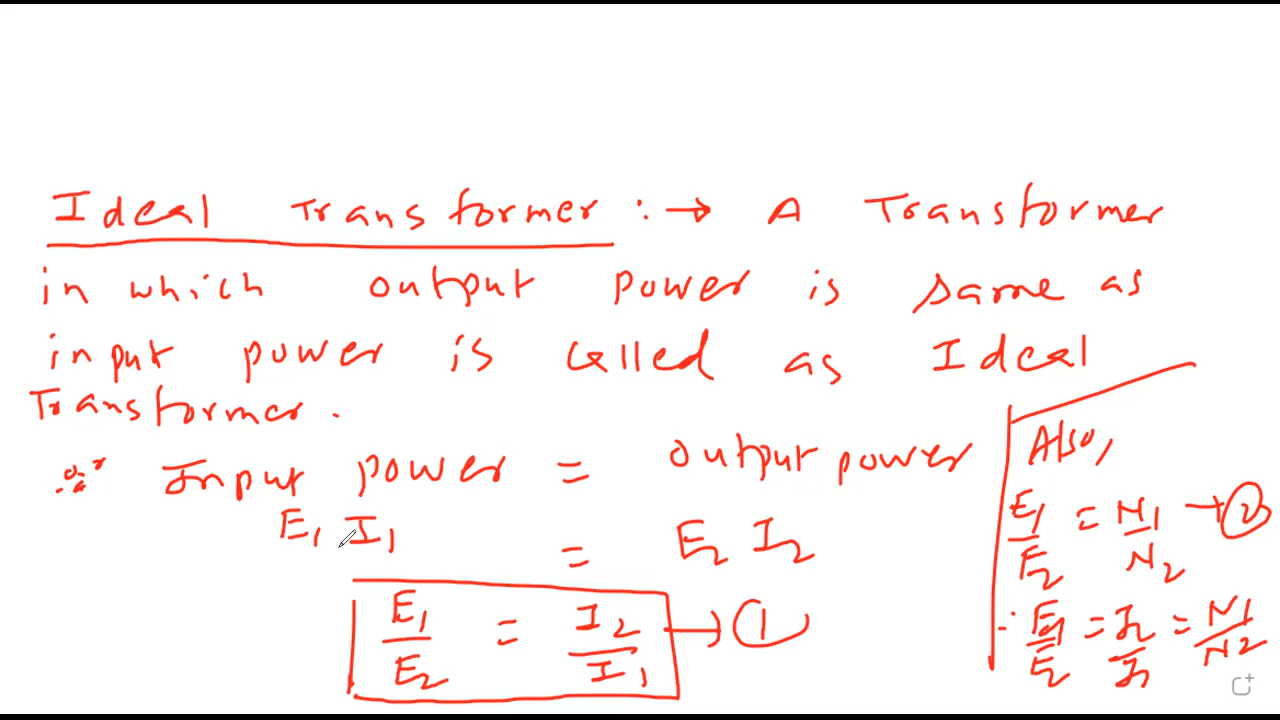 Ideal Transformer :→ A Transformer
in which output power is same as
input power is called as Ideal
Transformer.
∴ Input power = output power
E₁ I₁ = E₂ I₂
E₁/E₂ = I₂/I₁ → ①
Also,
E₁/E₂ = N₁/N₂ → ②
∴ E₁/E₂ = I₂/I₁ = N₁/N₂